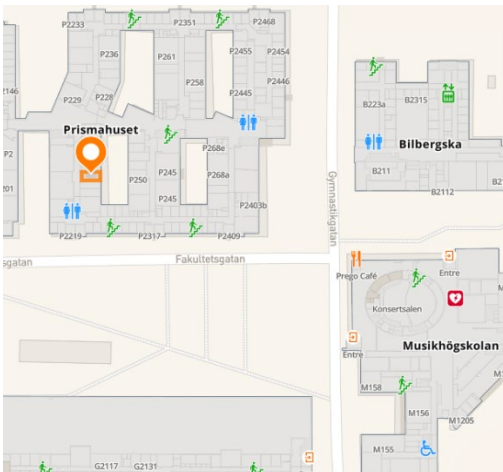 P2233
P2351
P2468
P236
P261
P2455
P2454
2146
P258
P2446
P2445
P229
P228
Prismahuset
P2
P268e
P250
P245
P268a
201
P245
P2403b
P2219
P2317
P2409
B223a
B2315
Bilbergska
B211
B2112
B2
Gymnastikgatan
sgatan
Fakultetsgatan
Prego Café
Entre
M
Konsertsalen
Musikhögskolan
Entre
M158
M1
M156
M1205
M155
G2117
G2131